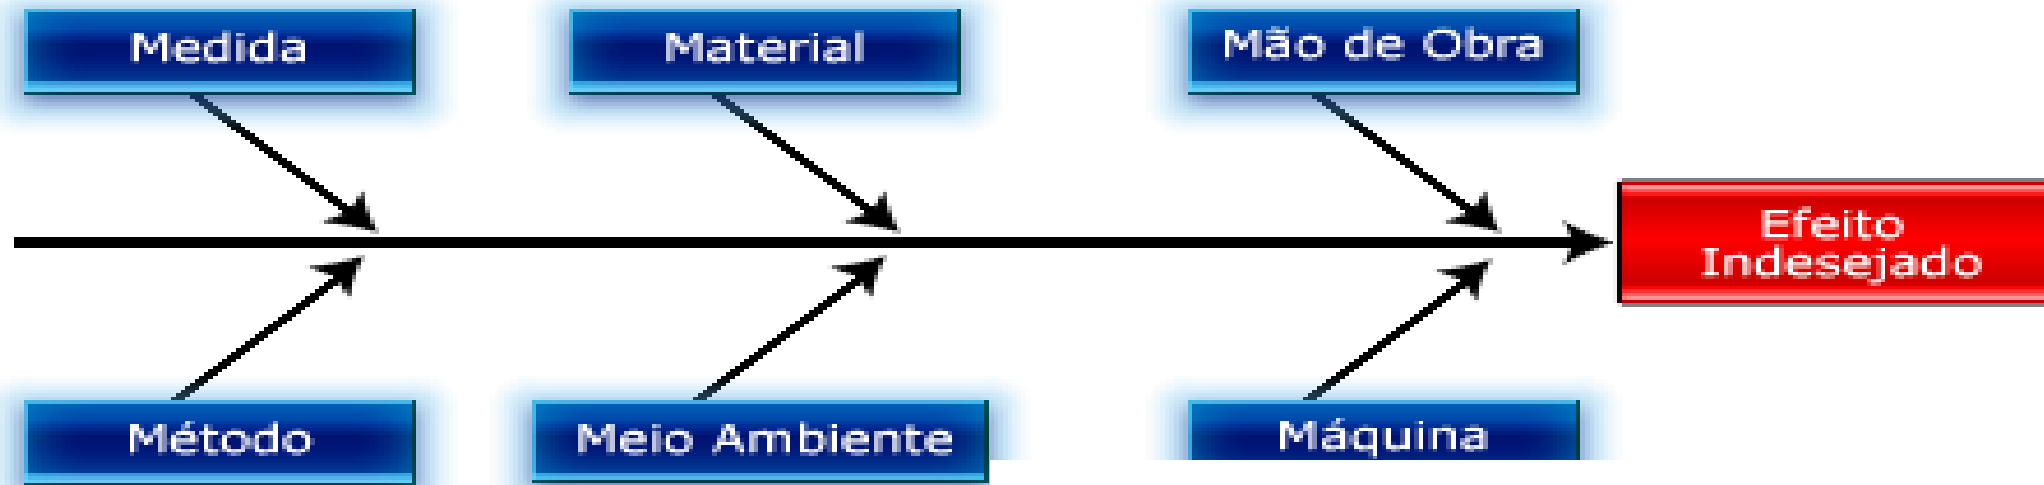 Medida
Material
Mão de Obra
Efeito
Indesejado
Método
Meio Ambiente
Máquina